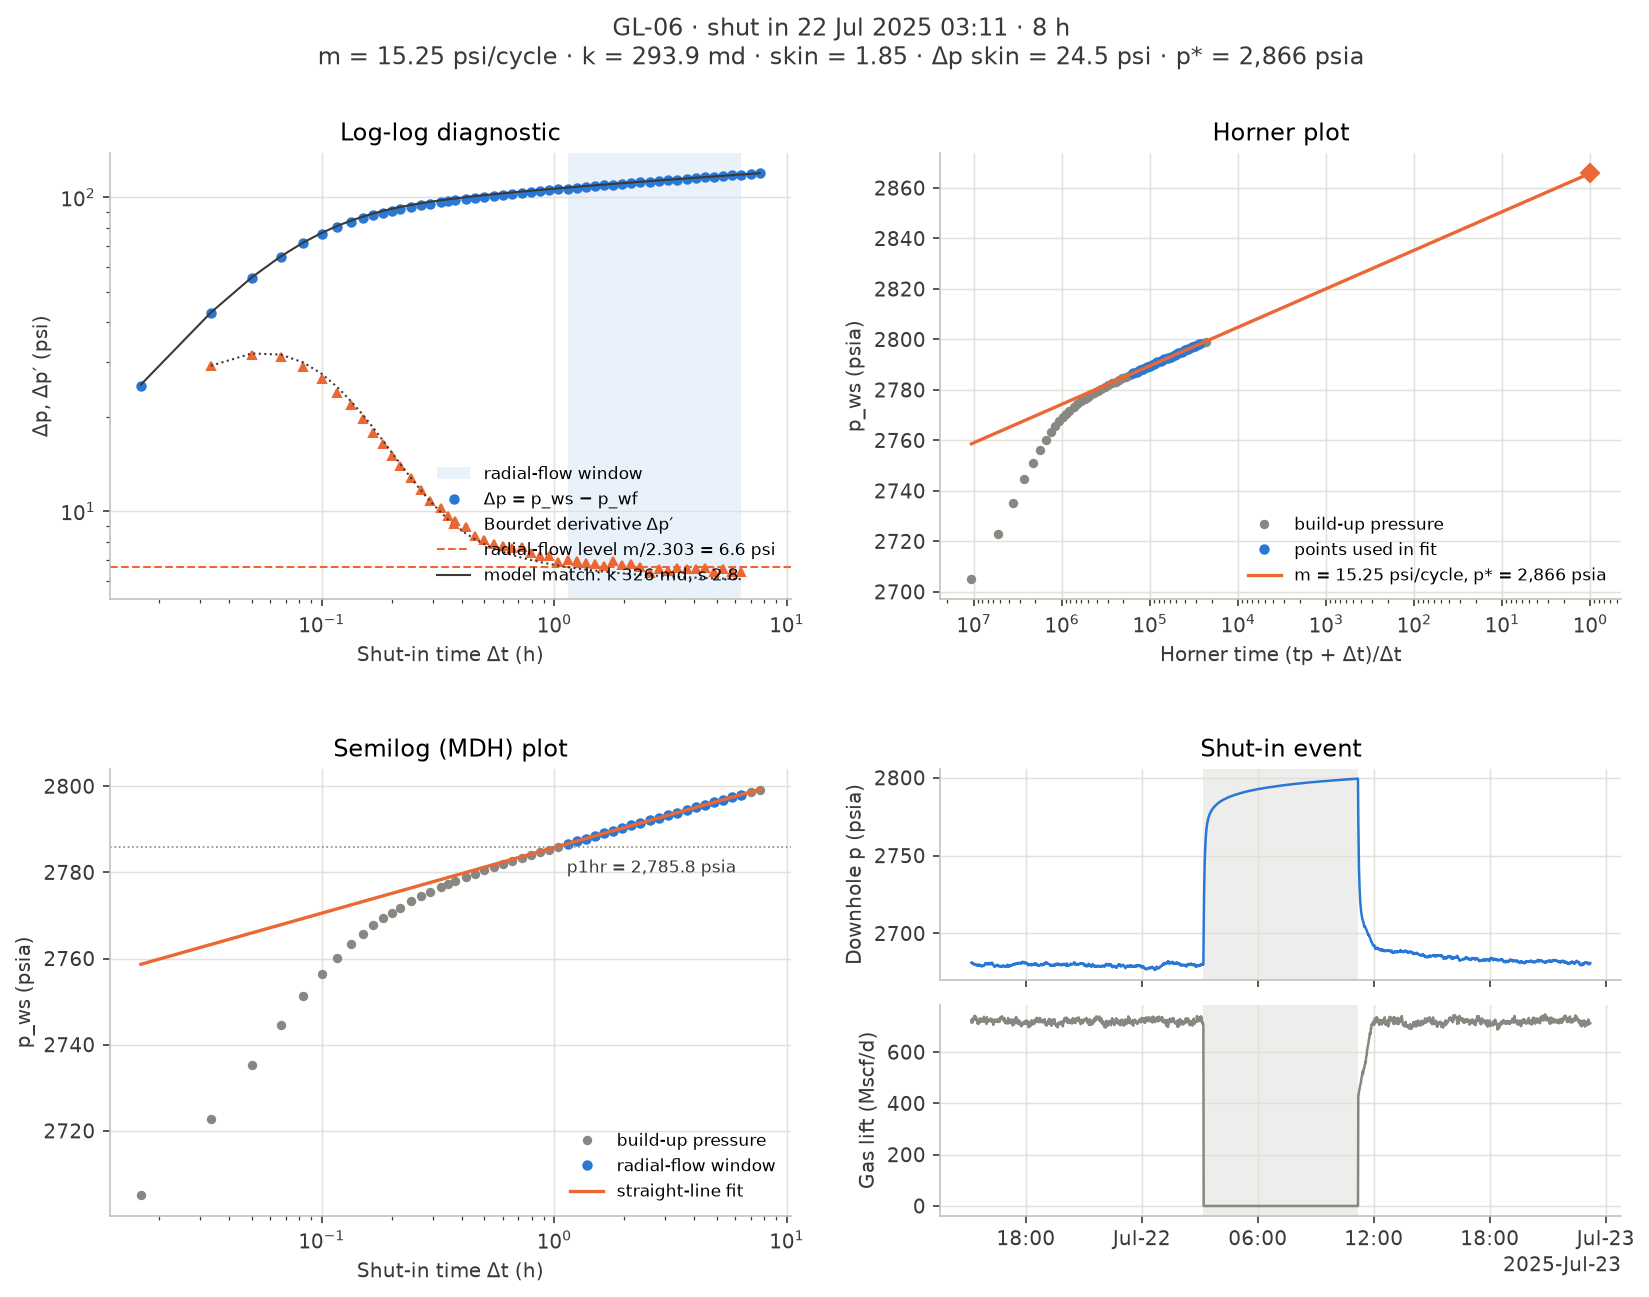 GL-06 · shut in 22 Jul 2025 03:11 · 8 h
m = 15.25 psi/cycle · k = 293.9 md · skin = 1.85 · Δp skin = 24.5 psi · p* = 2,866 psia
Log-log diagnostic
Δp, Δp′ (psi)
10²
10¹
radial-flow window
Δp = p_ws − p_wf
Bourdet derivative Δp′
radial-flow level m/2.303 = 6.6 psi
model match: k 326 md, s 2.8
10⁻¹
10⁰
10¹
Shut-in time Δt (h)
Horner plot
p_ws (psia)
2860
2840
2820
2800
2780
2760
2740
2720
2700
build-up pressure
points used in fit
m = 15.25 psi/cycle, p* = 2,866 psia
10⁷
10⁶
10⁵
10⁴
10³
10²
10¹
10⁰
Horner time (tp + Δt)/Δt
Semilog (MDH) plot
p_ws (psia)
2800
2780
2760
2740
2720
p1hr = 2,785.8 psia
build-up pressure
radial-flow window
straight-line fit
10⁻¹
10⁰
10¹
Shut-in time Δt (h)
Shut-in event
Downhole p (psia)
2800
2750
2700
Gas lift (Mscf/d)
600
400
200
0
18:00
Jul-22
06:00
12:00
18:00
Jul-23
2025-Jul-23